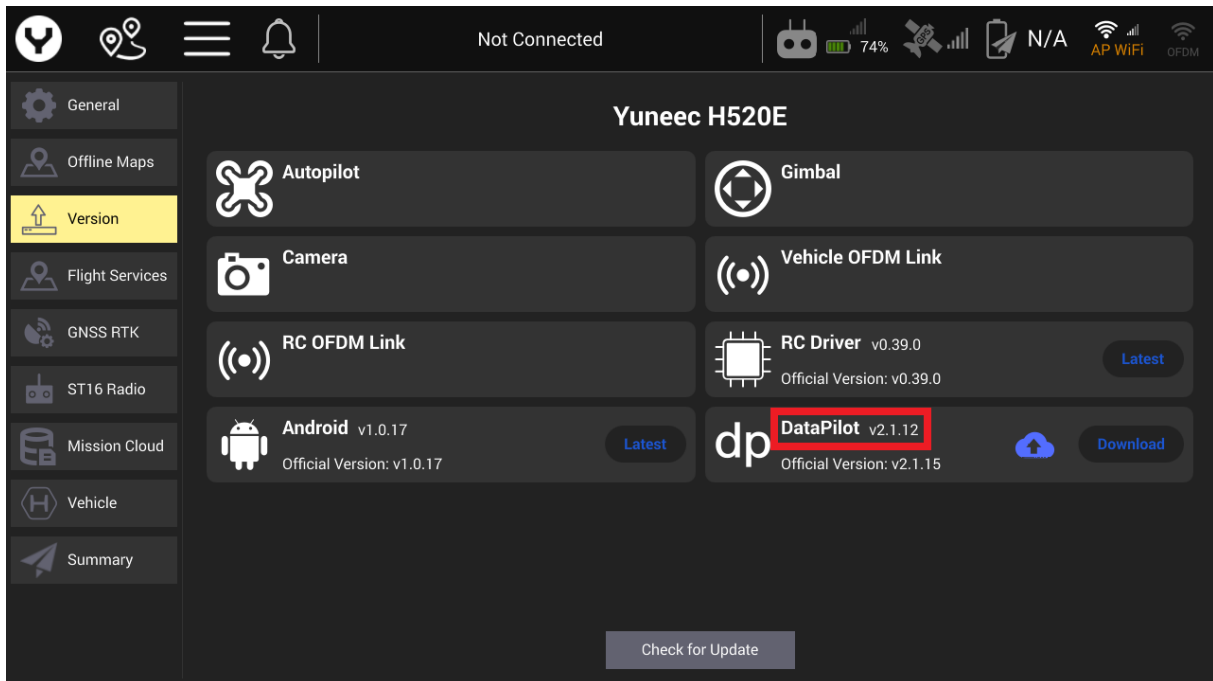 Not Connected
74%
N/A
AP WiFi
OFDM
General
Offline Maps
Version
Flight Services
GNSS RTK
ST16 Radio
Mission Cloud
Vehicle
Summary
Yuneec H520E
Autopilot
Gimbal
Camera
Vehicle OFDM Link
RC OFDM Link
RC Driver v0.39.0
Official Version: v0.39.0
Latest
Android v1.0.17
Official Version: v1.0.17
Latest
dp
DataPilot v2.1.12
Official Version: v2.1.15
Download
Check for Update